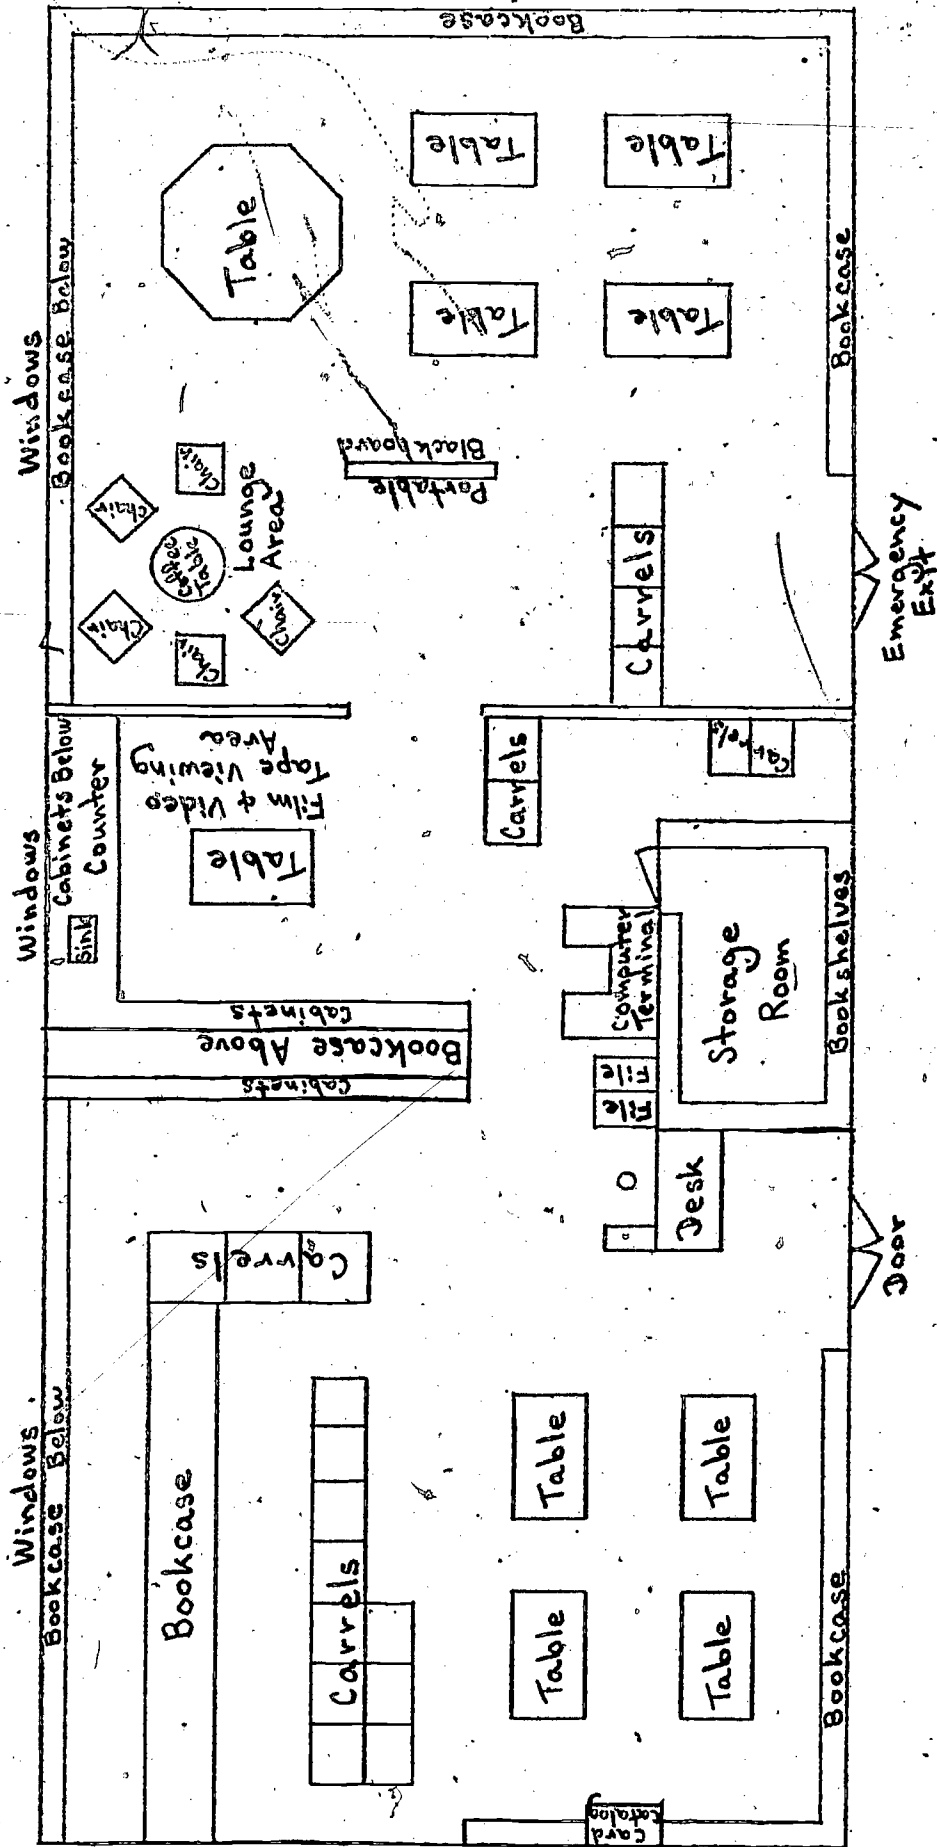 Bookcase
Windows
Bookcase Below
Table
Table
Table
Table
Table
Bookcase
Chair
Chair
Chair
Chair
Chair
Coffee
Table
Lounge
Area
Portable
Blackboard
Carrels
Emergency
Exit
Windows
Cabinets Below
Counter
Sink
Film & Video
Tape Viewing
Area
Table
Carrels
Carrels
Computer
Terminal
Storage
Room
Bookshelves
Cabinets
Bookcase Above
Cabinets
File
File
Desk
Door
Windows
Bookcase Below
Carrels
Bookcase
Carrels
Table
Table
Table
Table
Bookcase
Card
Catalog